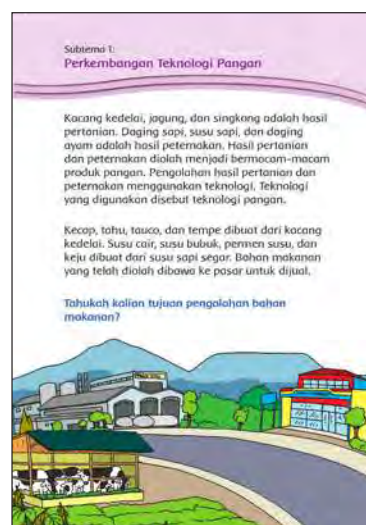 Subtema 1:
Perkembangan Teknologi Pangan
Kacang kedelai, jagung, dan singkong adalah hasil
pertanian. Daging sapi, susu sapi, dan daging
ayam adalah hasil peternakan. Hasil pertanian
dan peternakan diolah menjadi bermacam-macam
produk pangan. Pengolahan hasil pertanian dan
peternakan menggunakan teknologi. Teknologi
yang digunakan disebut teknologi pangan.
Kecap, tahu, tauco, dan tempe dibuat dari kacang
kedelai. Susu cair, susu bubuk, permen susu, dan
keju dibuat dari susu sapi segar. Bahan makanan
yang telah diolah dibawa ke pasar untuk dijual.
Tahukah kalian tujuan pengolahan bahan
makanan?